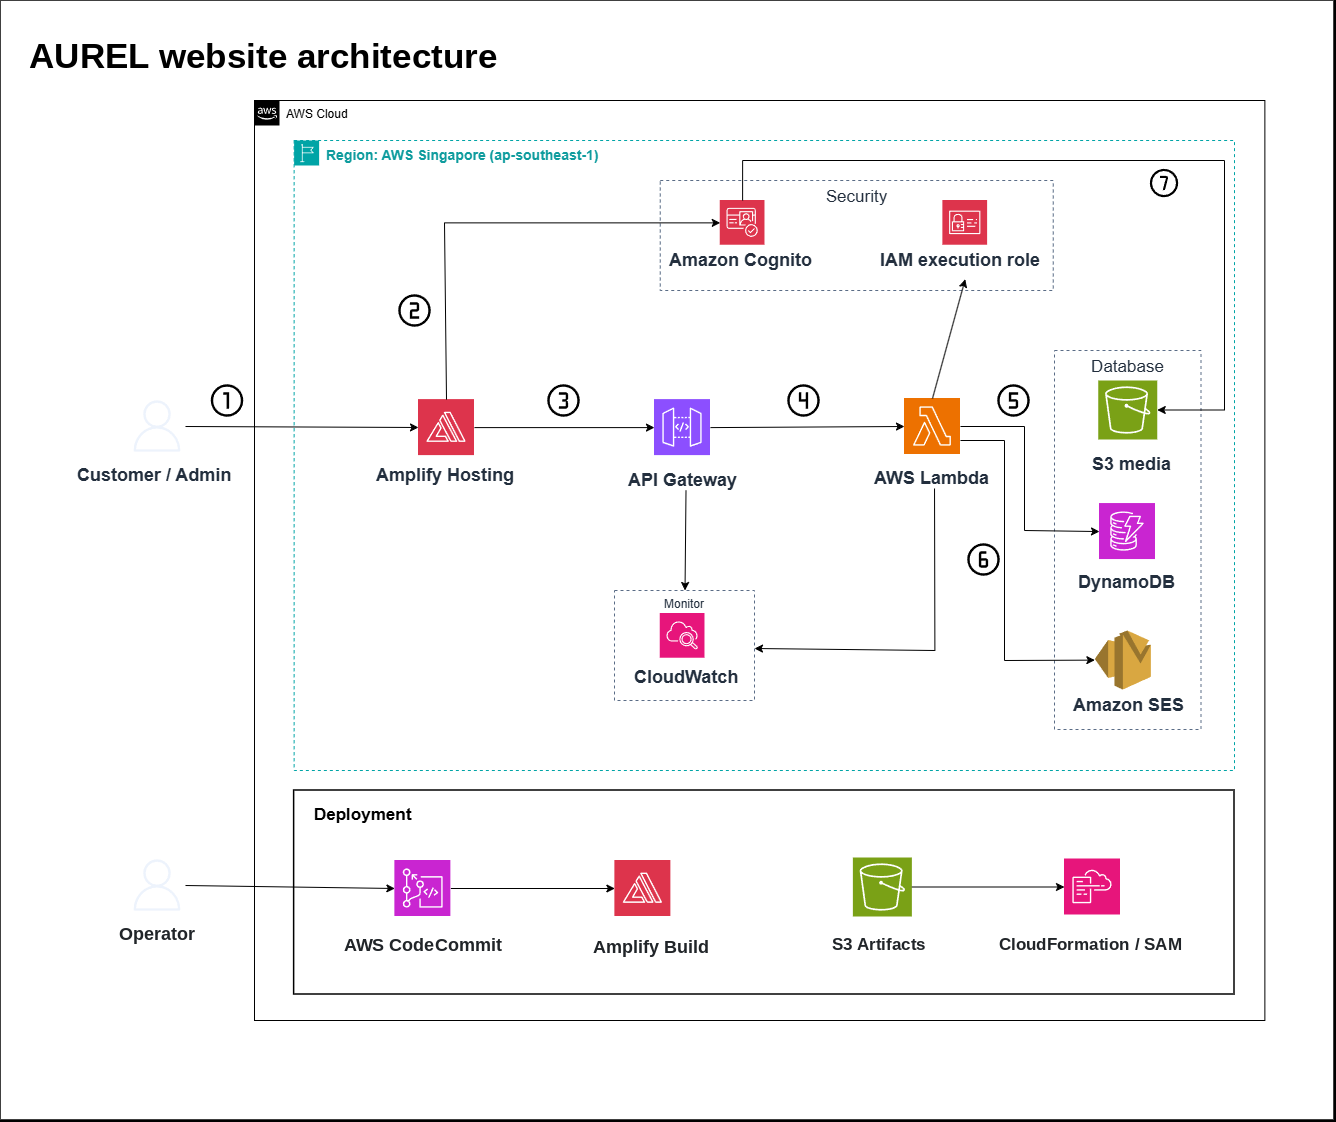 AUREL website architecture
aws
AWS Cloud
Region: AWS Singapore (ap-southeast-1)
7
Security
Amazon Cognito
IAM execution role
2
Database
1
3
4
5
S3 media
Customer / Admin
Amplify Hosting
API Gateway
AWS Lambda
6
DynamoDB
Monitor
CloudWatch
Amazon SES
Deployment
Operator
AWS CodeCommit
Amplify Build
S3 Artifacts
CloudFormation / SAM